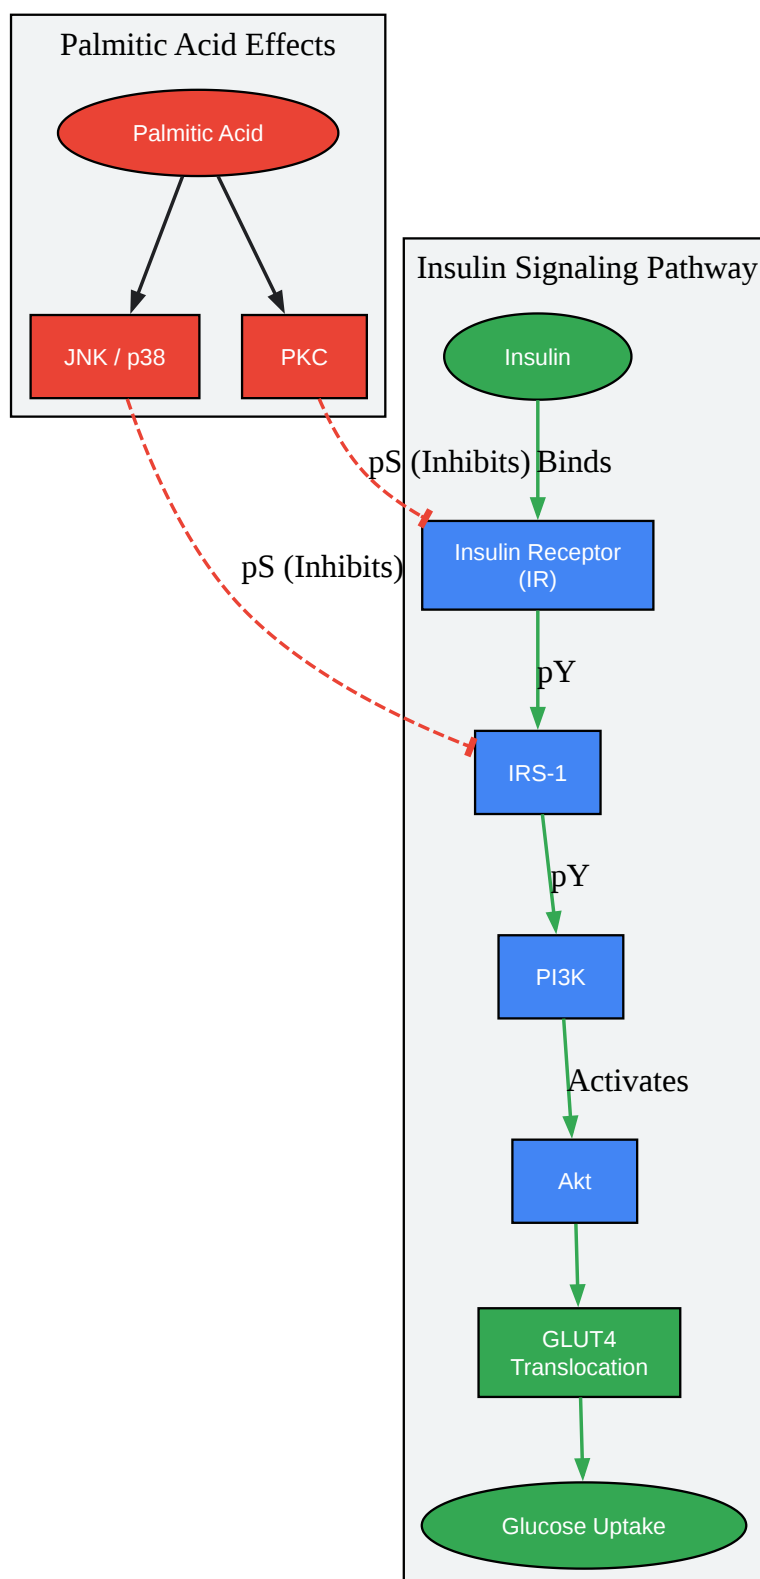 Palmitic Acid Effects
Palmitic Acid
JNK / p38
PKC
Insulin Signaling Pathway
Insulin
pS (Inhibits)
Binds
Insulin Receptor
(IR)
pS (Inhibits)
pY
IRS-1
pY
PI3K
Activates
Akt
GLUT4
Translocation
Glucose Uptake